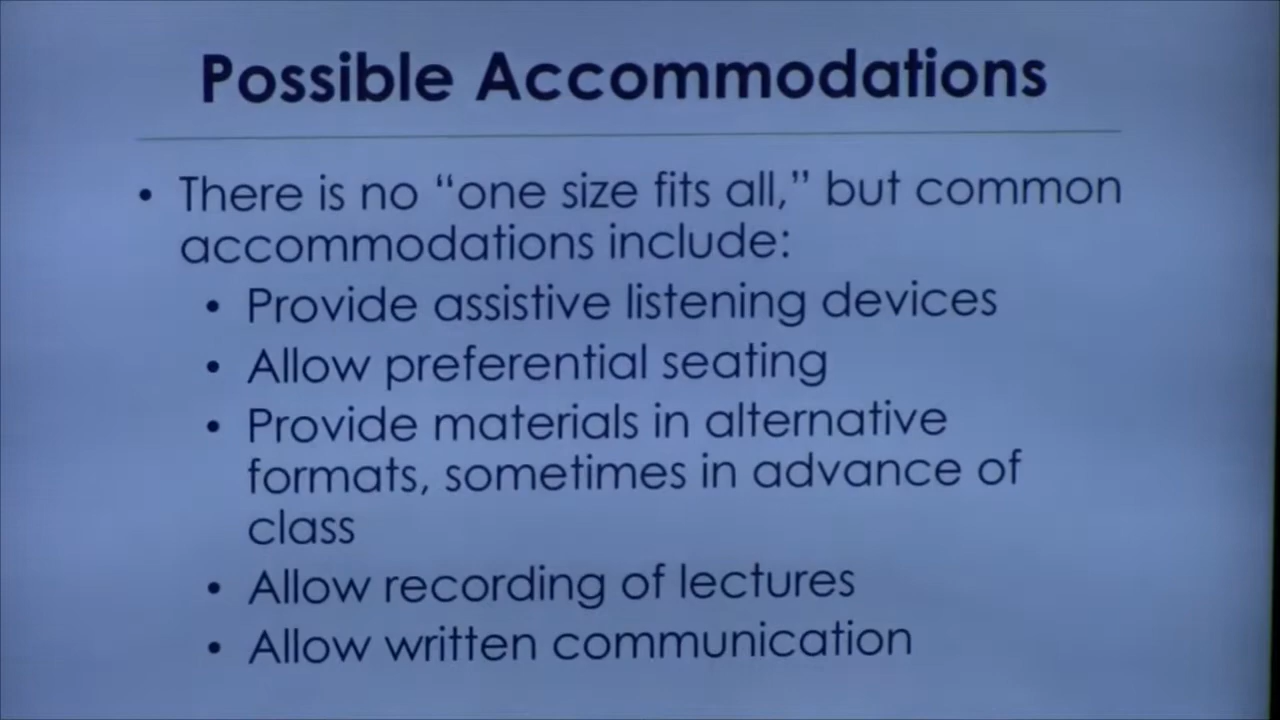 Possible Accommodations
• There is no “one size fits all,” but common
accommodations include:
• Provide assistive listening devices
• Allow preferential seating
• Provide materials in alternative
formats, sometimes in advance of
class
• Allow recording of lectures
• Allow written communication